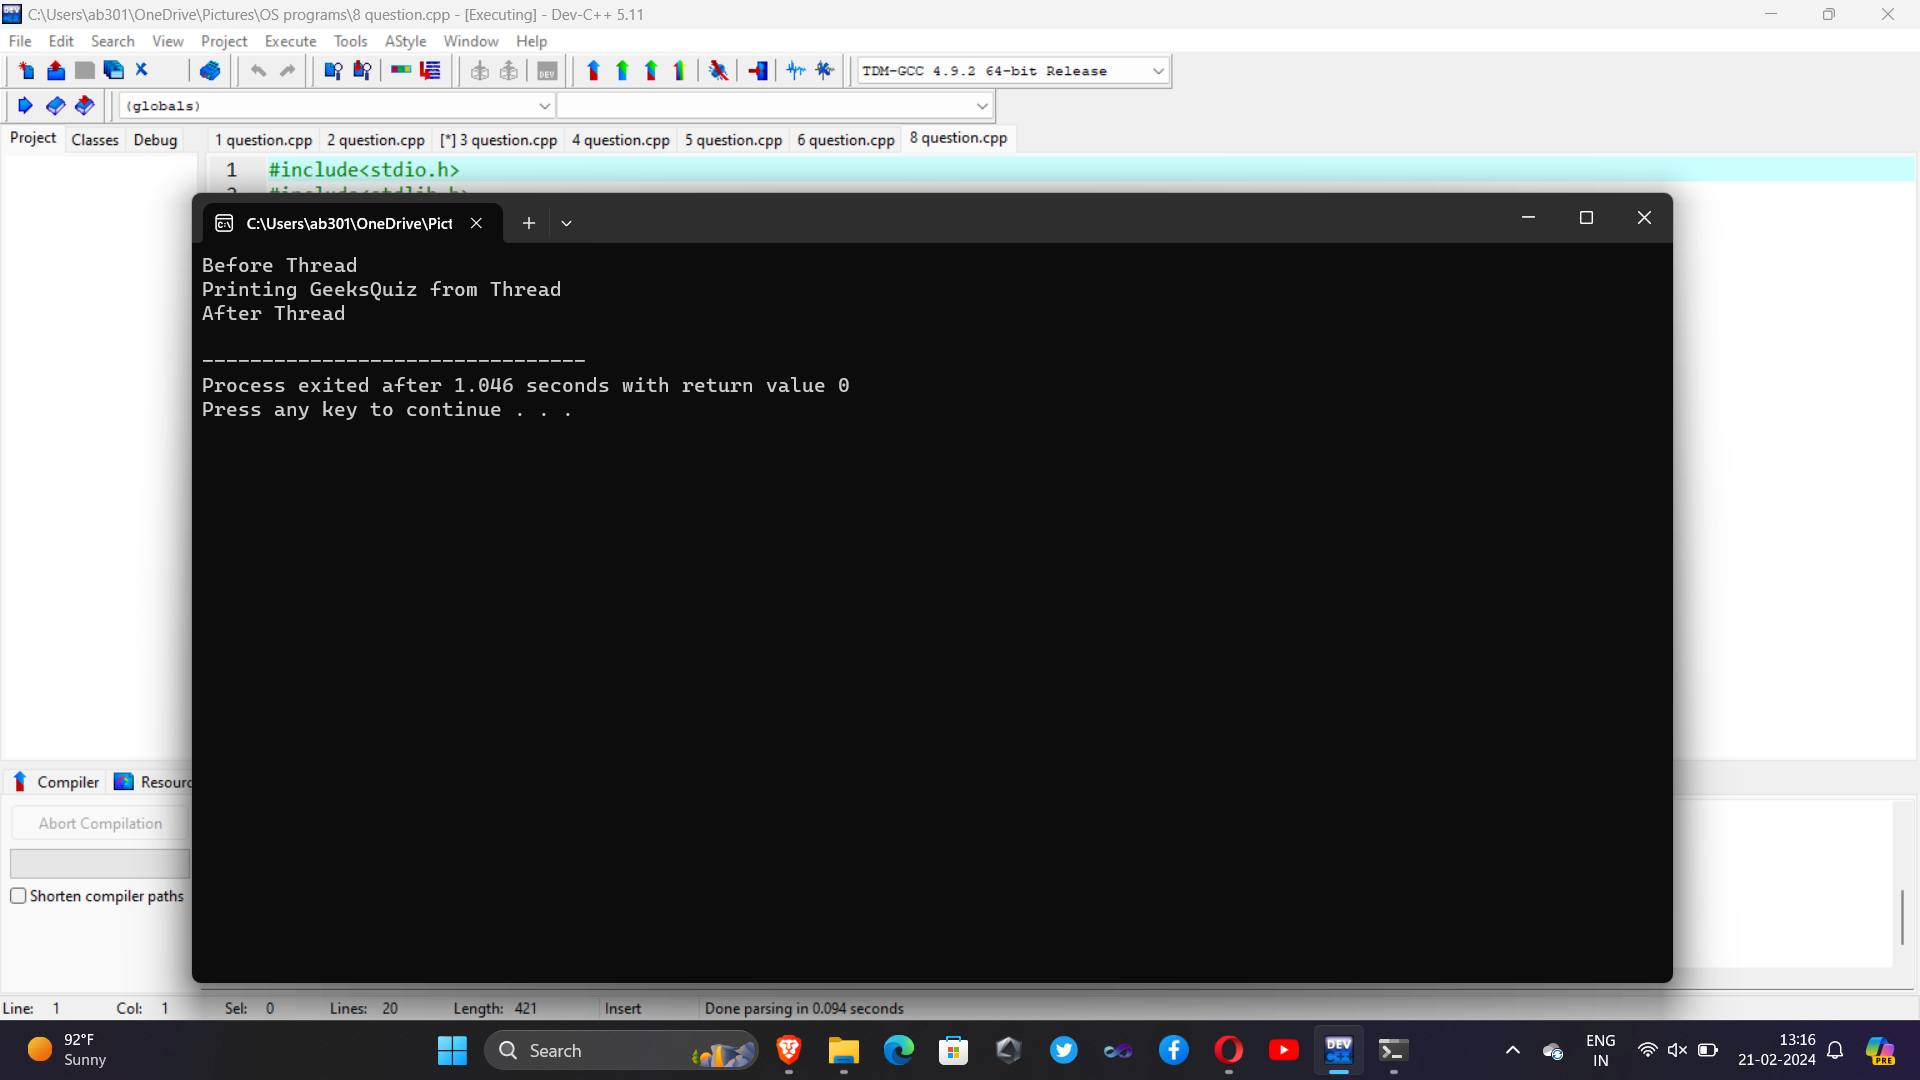 C:\Users\ab301\OneDrive\Pictures\OS programs\8 question.cpp - [Executing] - Dev-C++ 5.11
File Edit Search View Project Execute Tools AStyle Window Help
TDM-GCC 4.9.2 64-bit Release
(globals)
Project Classes Debug 1 question.cpp 2 question.cpp [*] 3 question.cpp 4 question.cpp 5 question.cpp 6 question.cpp 8 question.cpp
1 #include<stdio.h>
2 #include<stdlib.h>
C:\Users\ab301\OneDrive\Pict
Before Thread
Printing GeeksQuiz from Thread
After Thread
--------------------------------
Process exited after 1.046 seconds with return value 0
Press any key to continue . . .
Compiler Resourc
Abort Compilation
Shorten compiler paths
Line: 1 Col: 1 Sel: 0 Lines: 20 Length: 421 Insert Done parsing in 0.094 seconds
92°F
Sunny
Search
DEV
C++
ENG
IN
13:16
21-02-2024
PRE